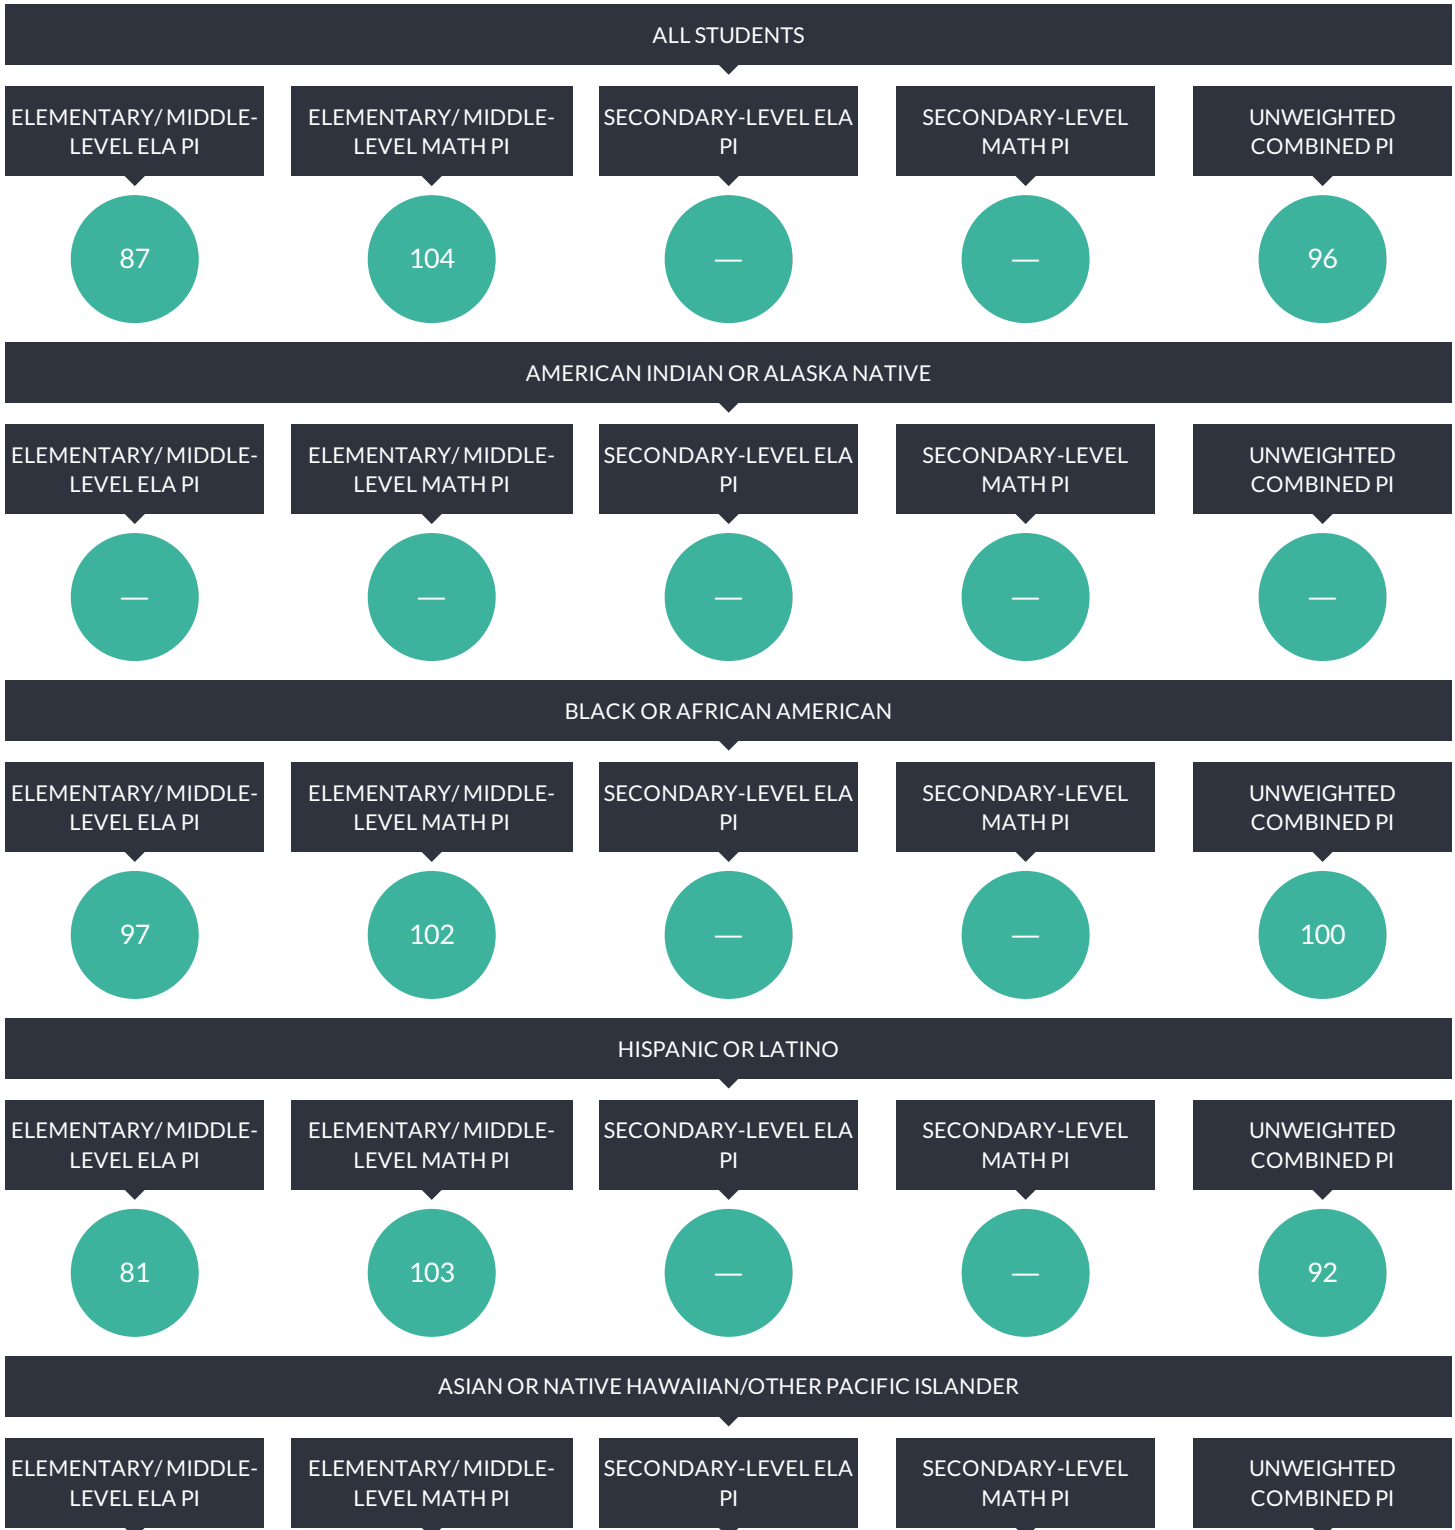 ALL STUDENTS
ELEMENTARY/ MIDDLE-
LEVEL ELA PI
ELEMENTARY/ MIDDLE-
LEVEL MATH PI
SECONDARY-LEVEL ELA
PI
SECONDARY-LEVEL
MATH PI
UNWEIGHTED
COMBINED PI
87
104
—
—
96
AMERICAN INDIAN OR ALASKA NATIVE
ELEMENTARY/ MIDDLE-
LEVEL ELA PI
ELEMENTARY/ MIDDLE-
LEVEL MATH PI
SECONDARY-LEVEL ELA
PI
SECONDARY-LEVEL
MATH PI
UNWEIGHTED
COMBINED PI
—
—
—
—
—
BLACK OR AFRICAN AMERICAN
ELEMENTARY/ MIDDLE-
LEVEL ELA PI
ELEMENTARY/ MIDDLE-
LEVEL MATH PI
SECONDARY-LEVEL ELA
PI
SECONDARY-LEVEL
MATH PI
UNWEIGHTED
COMBINED PI
97
102
—
—
100
HISPANIC OR LATINO
ELEMENTARY/ MIDDLE-
LEVEL ELA PI
ELEMENTARY/ MIDDLE-
LEVEL MATH PI
SECONDARY-LEVEL ELA
PI
SECONDARY-LEVEL
MATH PI
UNWEIGHTED
COMBINED PI
81
103
—
—
92
ASIAN OR NATIVE HAWAIIAN/OTHER PACIFIC ISLANDER
ELEMENTARY/ MIDDLE-
LEVEL ELA PI
ELEMENTARY/ MIDDLE-
LEVEL MATH PI
SECONDARY-LEVEL ELA
PI
SECONDARY-LEVEL
MATH PI
UNWEIGHTED
COMBINED PI